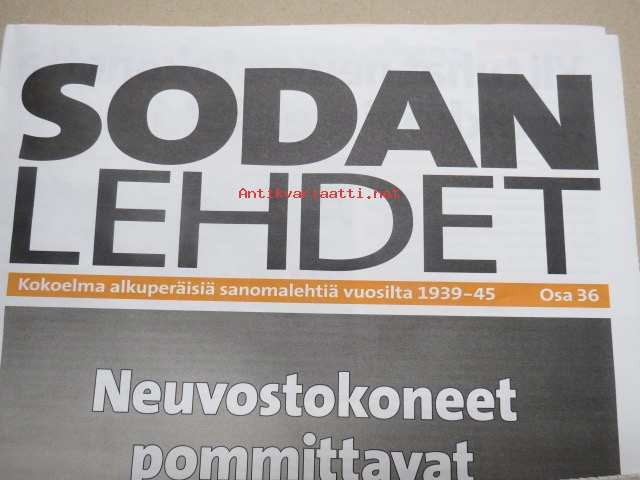 SODAN
LEHDET
Antikvariaatti.net
Kokoelma alkuperäisiä sanomalehtiä vuosilta 1939–45 Osa 36
Neuvostokoneet
pommittavat